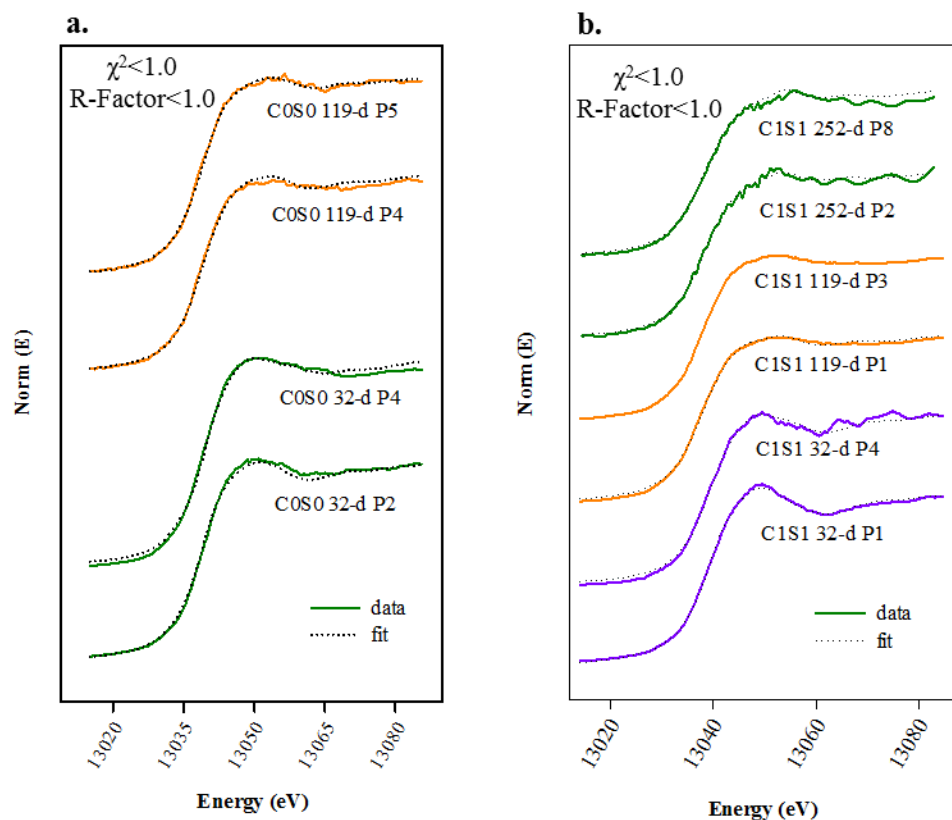 a.
χ²<1.0
R-Factor<1.0
C0S0 119-d P5
C0S0 119-d P4
C0S0 32-d P4
C0S0 32-d P2
data
fit
Norm (E)
13020
13035
13050
13065
13080
Energy (eV)
b.
χ²<1.0
R-Factor<1.0
C1S1 252-d P8
C1S1 252-d P2
C1S1 119-d P3
C1S1 119-d P1
C1S1 32-d P4
C1S1 32-d P1
data
fit
Norm (E)
13020
13040
13060
13080
Energy (eV)